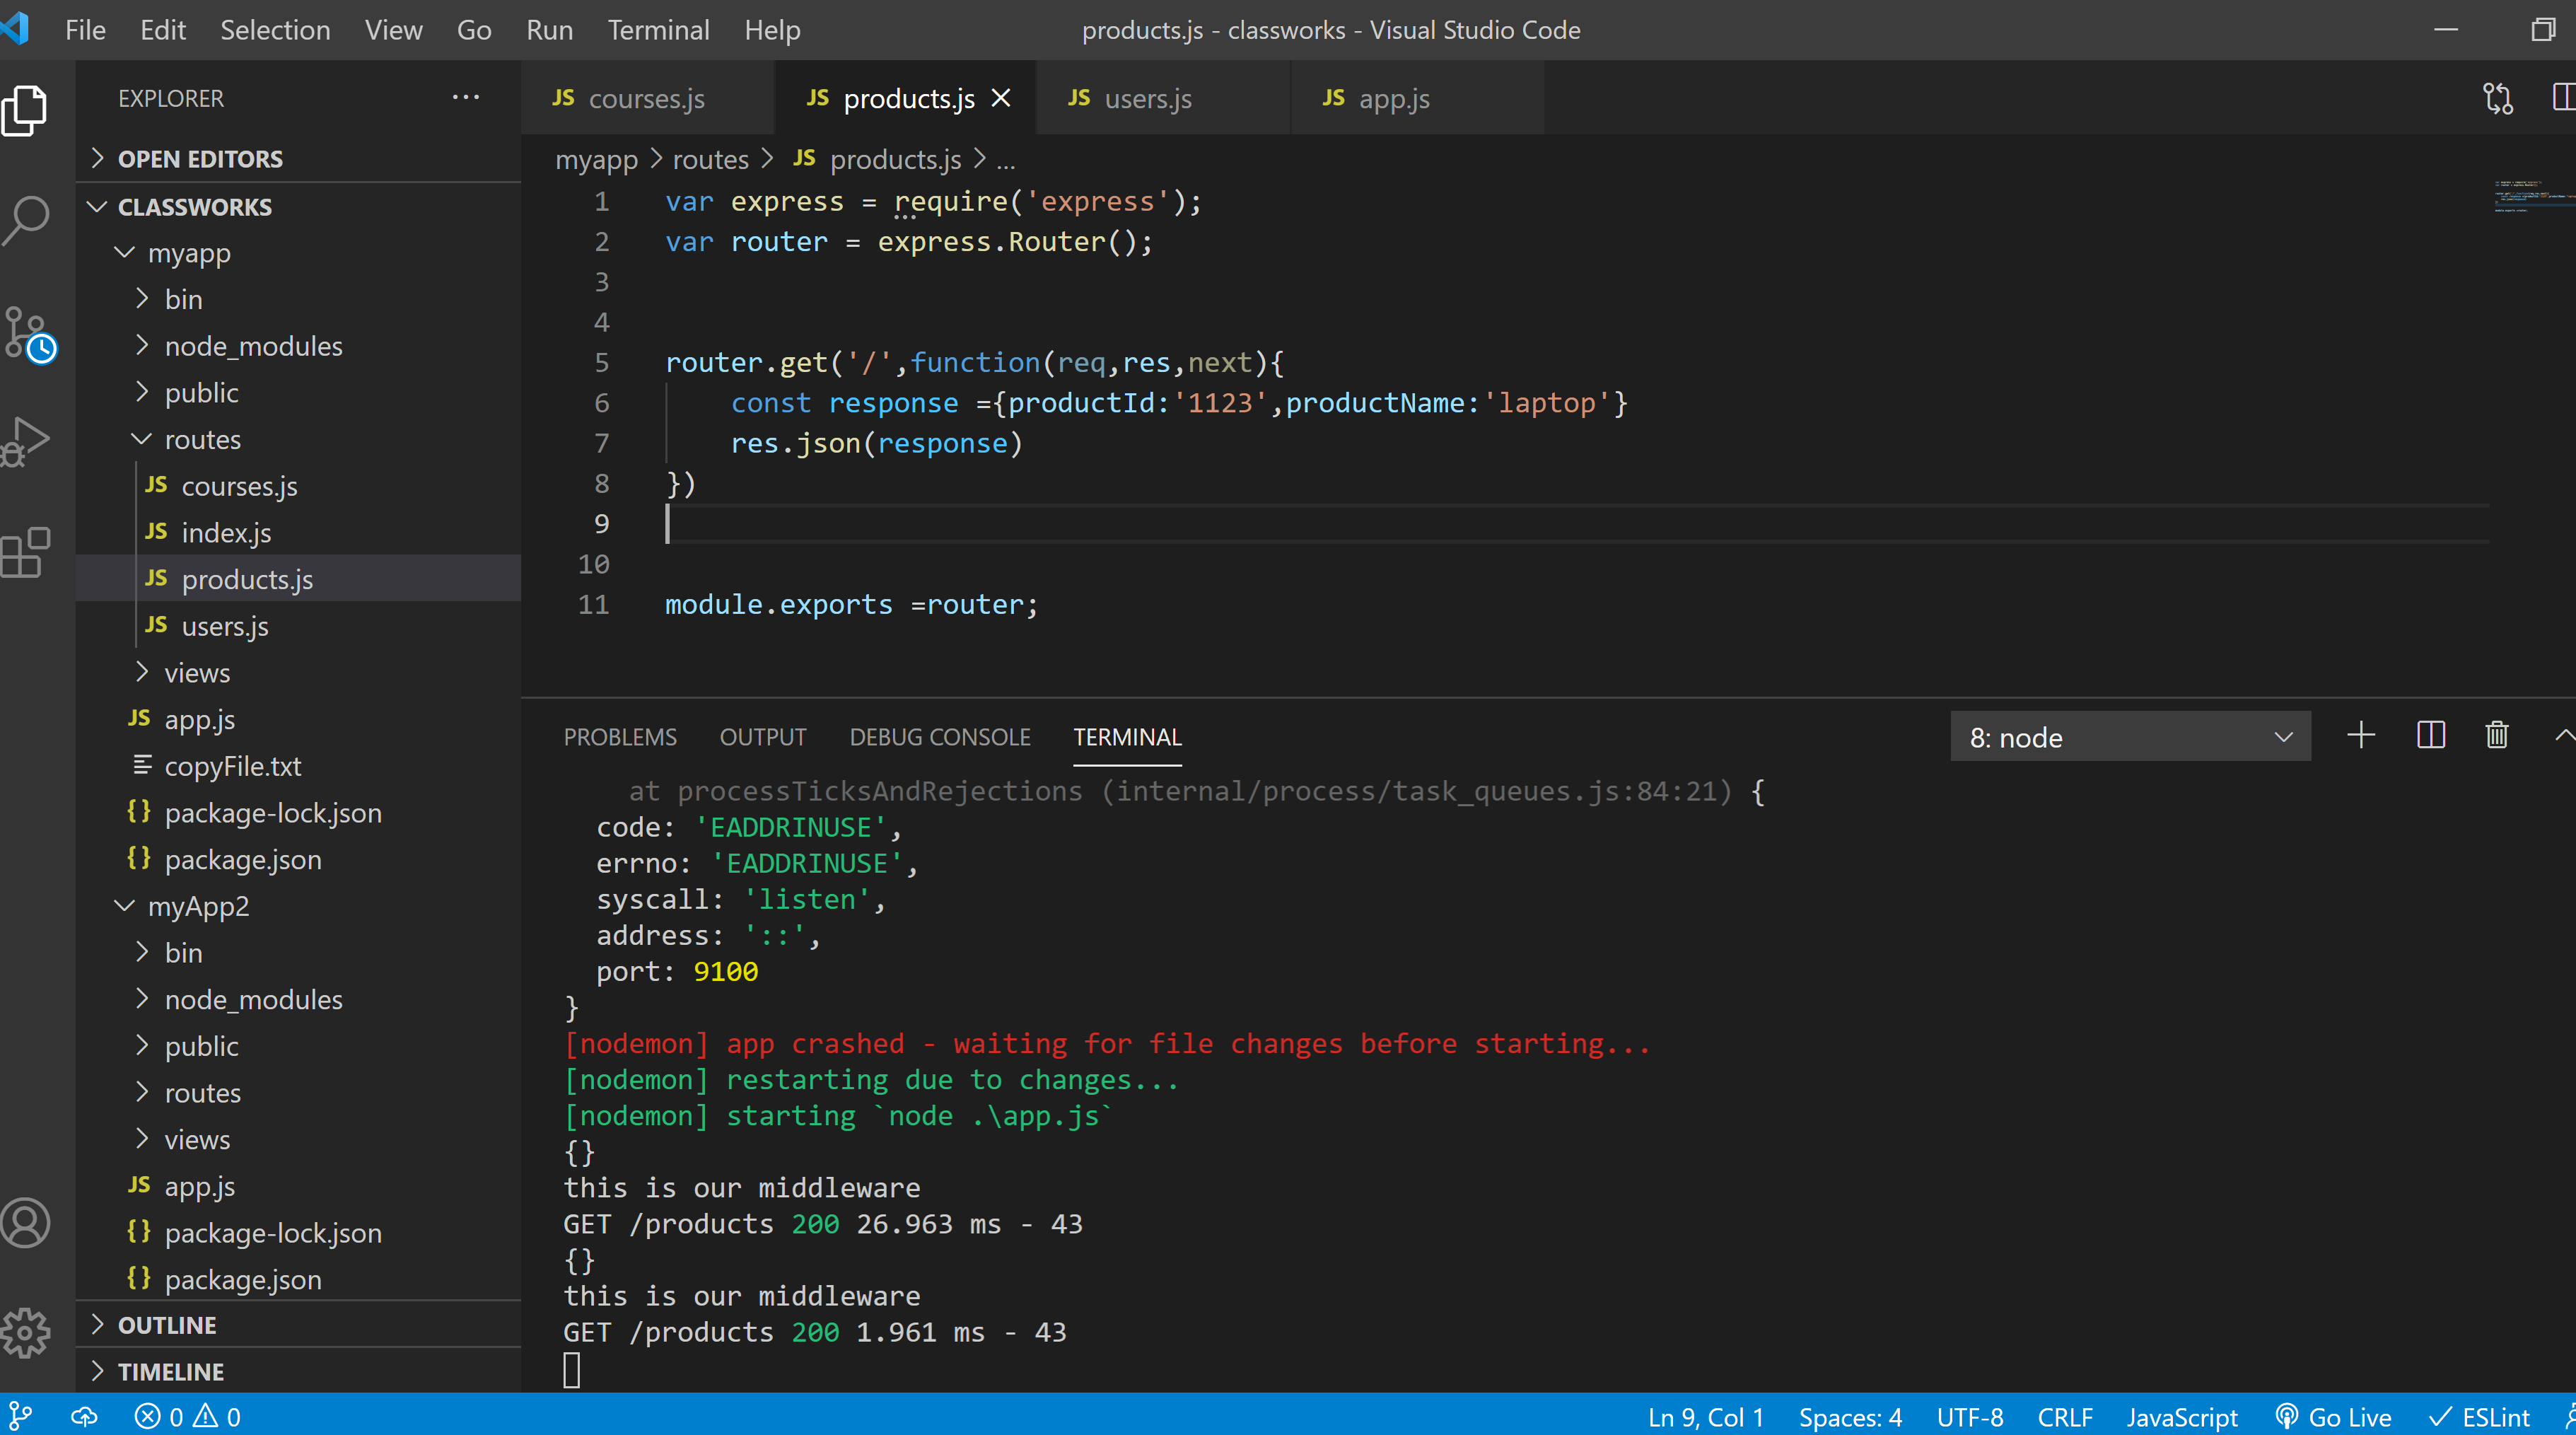 File Edit Selection View Go Run Terminal Help products.js - classworks - Visual Studio Code
EXPLORER ...
OPEN EDITORS
CLASSWORKS
myapp
bin
node_modules
public
routes
JS courses.js
JS index.js
JS products.js
JS users.js
views
JS app.js
copyFile.txt
{} package-lock.json
{} package.json
myApp2
bin
node_modules
public
routes
views
JS app.js
{} package-lock.json
{} package.json
OUTLINE
TIMELINE
JS courses.js JS products.js JS users.js JS app.js
myapp > routes > JS products.js > ...
1 var express = require('express');
2 var router = express.Router();
3
4
5 router.get('/',function(req,res,next){
6 const response ={productId:'1123',productName:'laptop'}
7 res.json(response)
8 })
9
10
11 module.exports =router;
PROBLEMS OUTPUT DEBUG CONSOLE TERMINAL 8: node
at processTicksAndRejections (internal/process/task_queues.js:84:21) {
code: 'EADDRINUSE',
errno: 'EADDRINUSE',
syscall: 'listen',
address: '::',
port: 9100
}
[nodemon] app crashed - waiting for file changes before starting...
[nodemon] restarting due to changes...
[nodemon] starting `node .\app.js`
{}
this is our middleware
GET /products 200 26.963 ms - 43
{}
this is our middleware
GET /products 200 1.961 ms - 43
0 0 Ln 9, Col 1 Spaces: 4 UTF-8 CRLF JavaScript Go Live ESLint